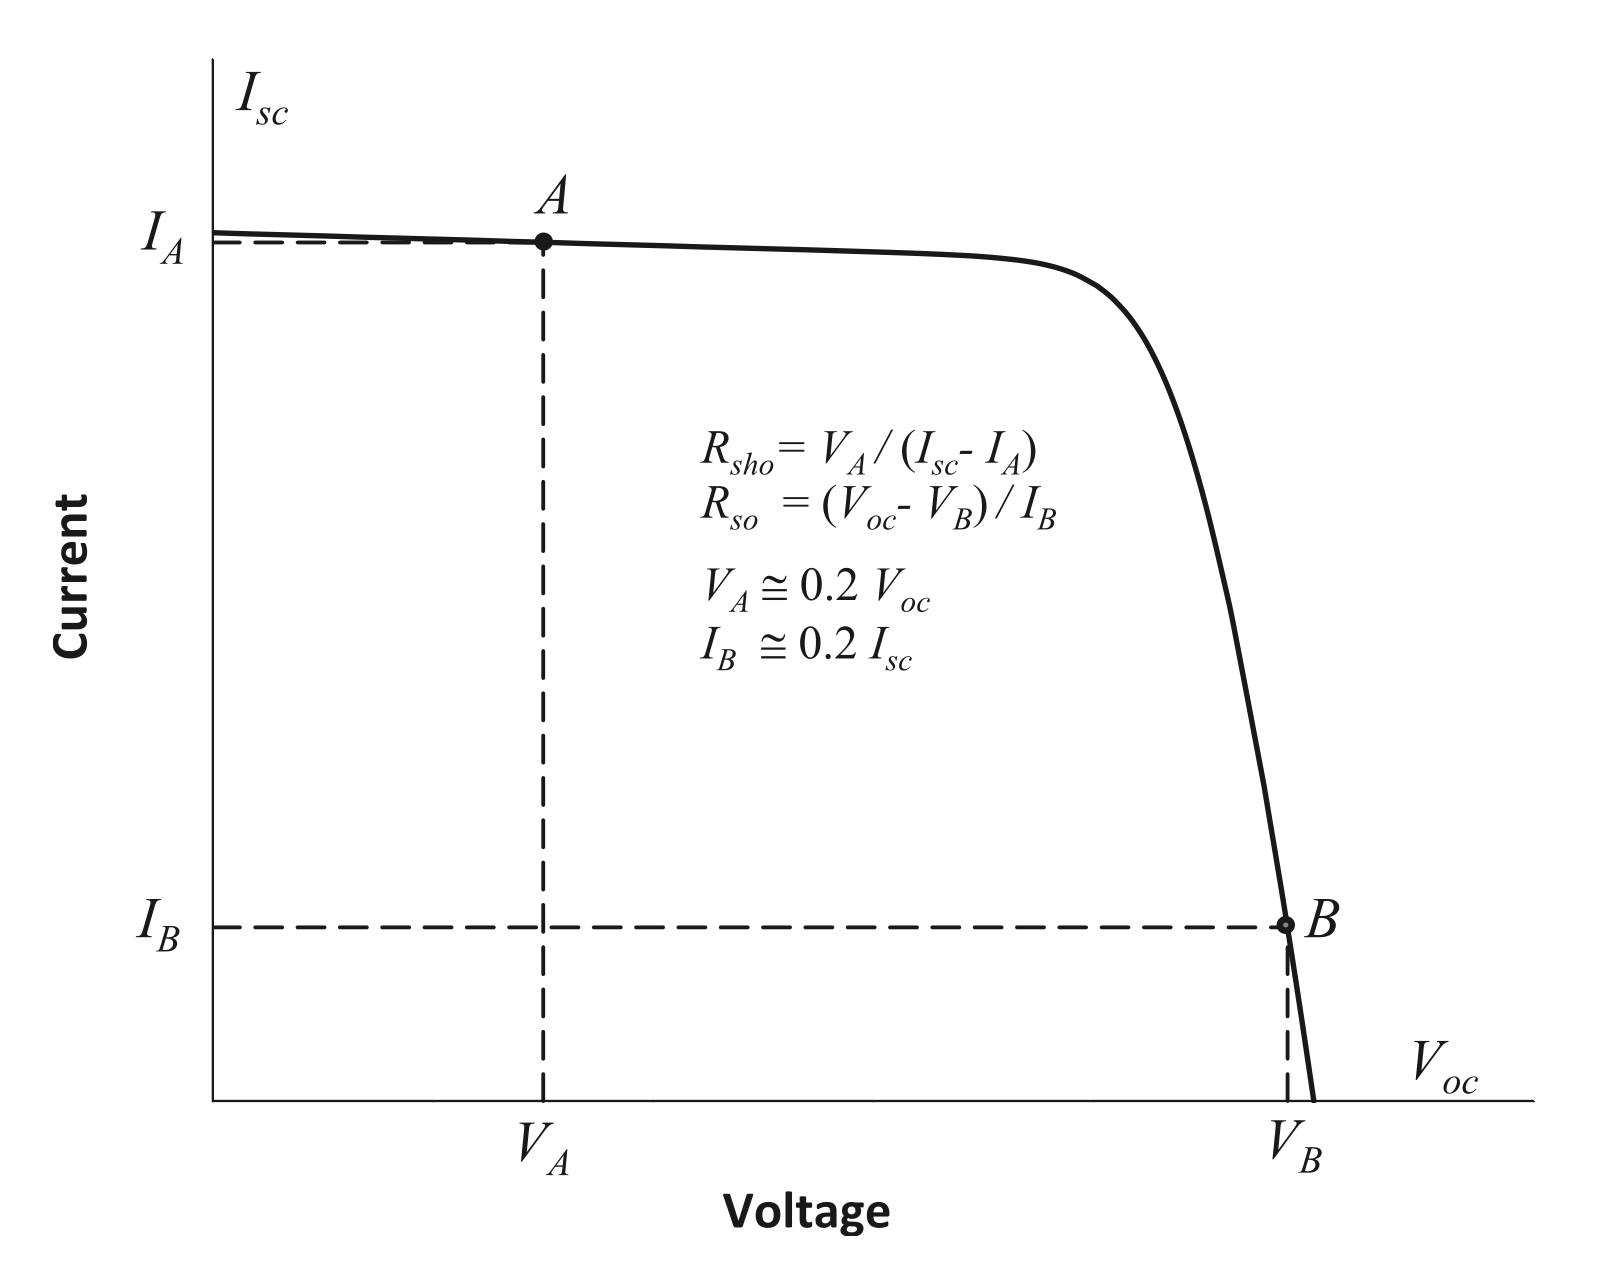 I_sc
A
I_A
R_sho = V_A / (I_sc - I_A)
R_so = (V_oc - V_B) / I_B
V_A ≅ 0.2 V_oc
I_B ≅ 0.2 I_sc
Current
I_B
B
V_oc
V_A
V_B
Voltage